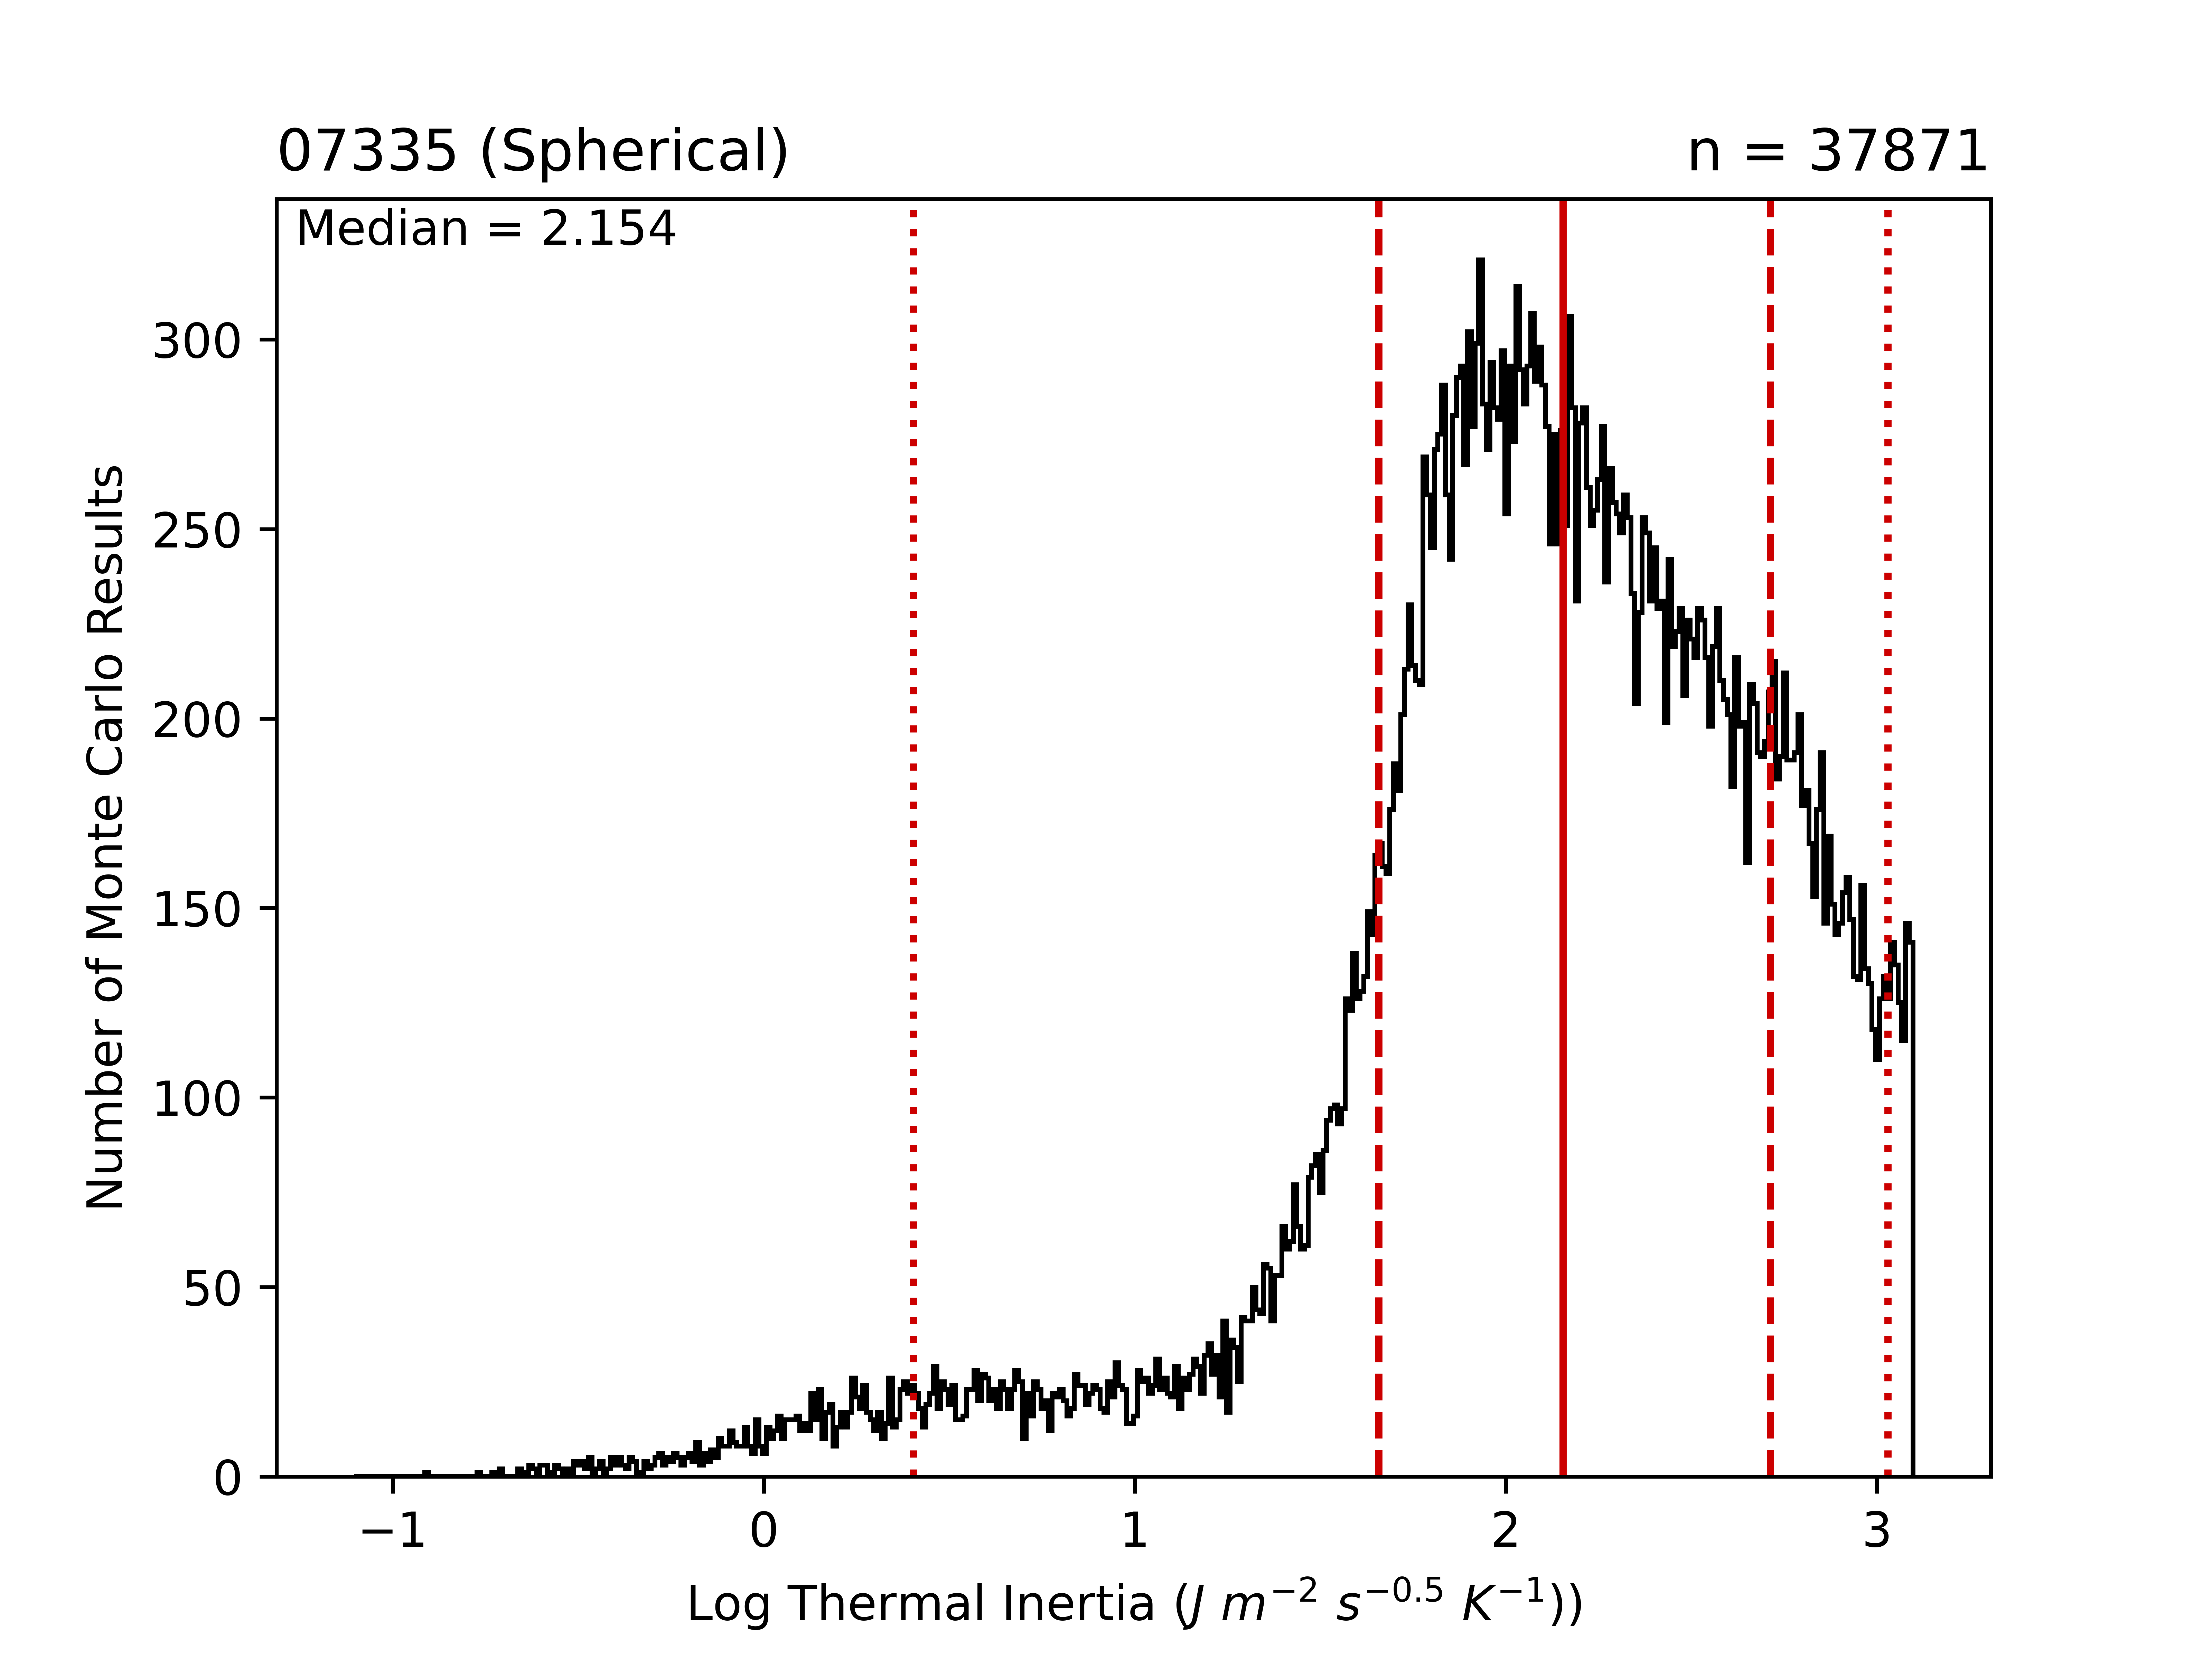 07335 (Spherical)
n = 37871
Median = 2.154
Number of Monte Carlo Results
300
250
200
150
100
50
0
−1 0 1 2 3
Log Thermal Inertia (J m⁻² s⁻⁰·⁵ K⁻¹))